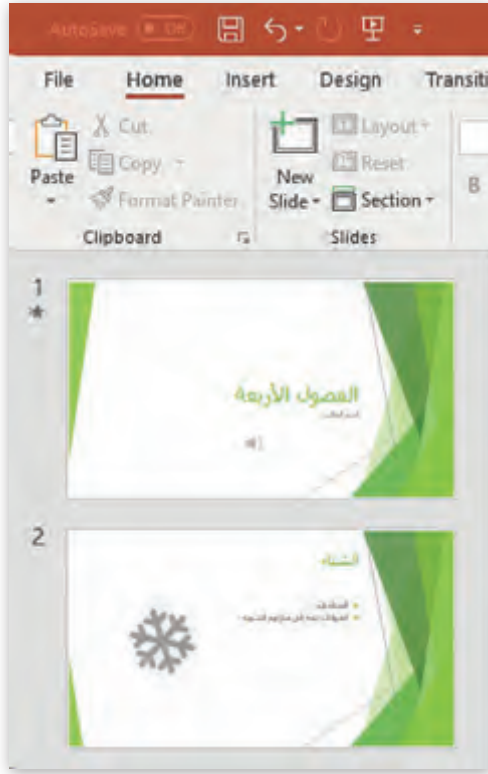 AutoSave Off
File Home Insert Design Transiti
Paste
Cut
Copy
Format Painter
Clipboard
New Slide
Layout
Reset
Section
Slides
B
1
الفصول الأربعة
2
الشتاء